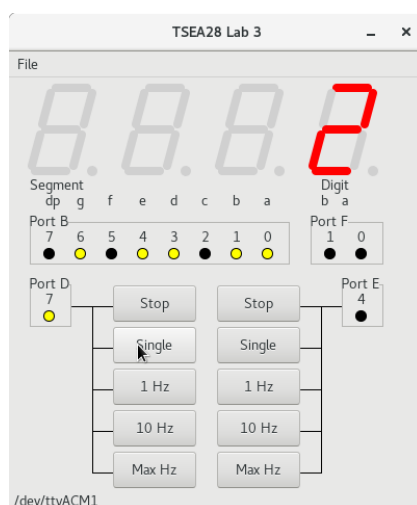 TSEA28 Lab 3
File
2
Segment Digit
dp g f e d c b a b a
Port B Port F
7 6 5 4 3 2 1 0 1 0
Port D Port E
7 4
Stop Stop
Single Single
1 Hz 1 Hz
10 Hz 10 Hz
Max Hz Max Hz
/dev/ttyACM1